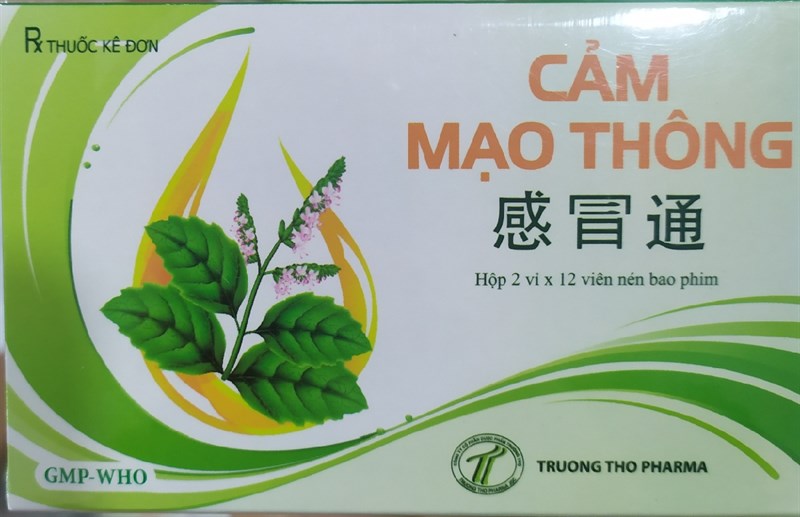 Rx THUỐC KÊ ĐƠN
CẢM
MẠO THÔNG
感冒通
Hộp 2 vỉ x 12 viên nén bao phim
GMP-WHO
TRUONG THO PHARMA